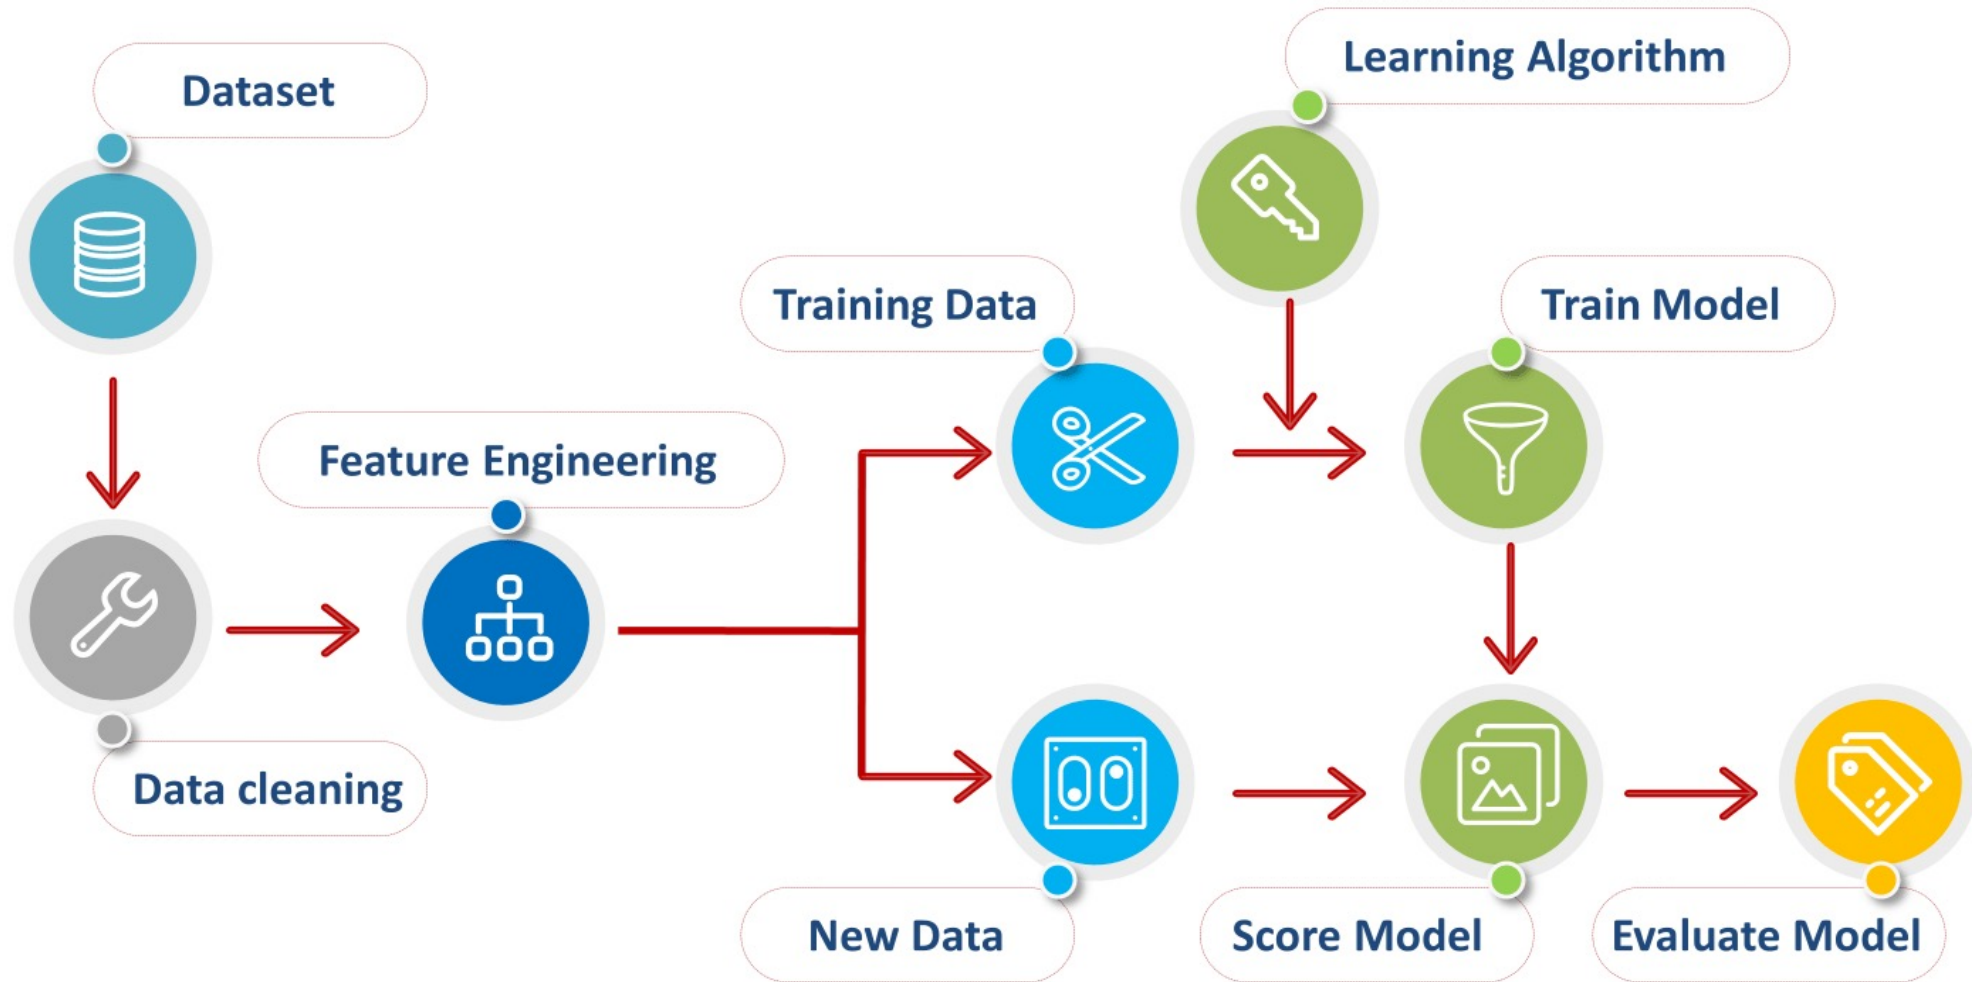 Dataset
Learning Algorithm
Training Data
Train Model
Feature Engineering
Data cleaning
New Data
Score Model
Evaluate Model